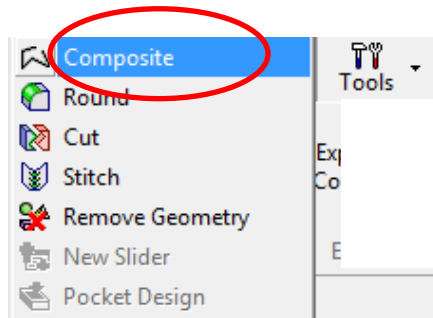 Composite
Round
Cut
Stitch
Remove Geometry
New Slider
Pocket Design
Tools